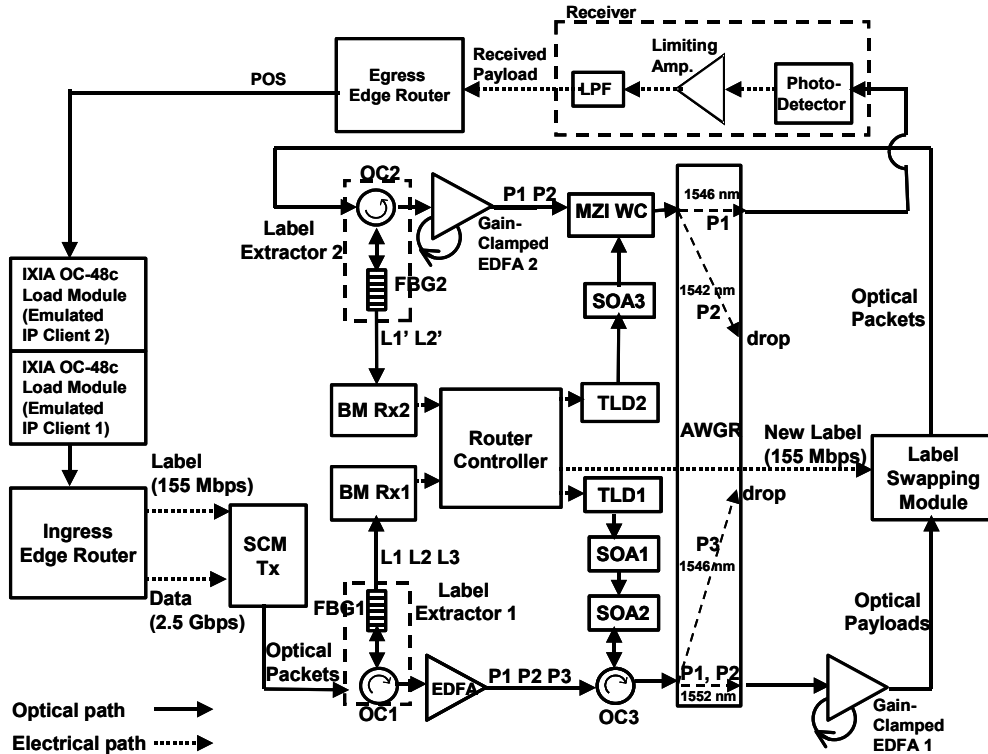 Receiver
Limiting
Amp.
Received
Payload
POS
Egress
Edge Router
LPF
Photo-
Detector
OC2
P1 P2
MZI WC
1546 nm
P1
Label
Extractor 2
Gain-
Clamped
EDFA 2
FBG2
SOA3
1542 nm
P2
drop
Optical
Packets
IXIA OC-48c
Load Module
(Emulated
IP Client 2)
IXIA OC-48c
Load Module
(Emulated
IP Client 1)
L1’ L2’
BM Rx2
TLD2
Router
Controller
AWGR
New Label
(155 Mbps)
Label
Swapping
Module
Label
(155 Mbps)
BM Rx1
TLD1
drop
Ingress
Edge Router
SCM
Tx
L1 L2 L3
SOA1
P3
1546 nm
Data
(2.5 Gbps)
FBG1
Label
Extractor 1
SOA2
Optical
Payloads
Optical
Packets
EDFA
P1 P2 P3
P1, P2
1552 nm
OC1
OC3
Gain-
Clamped
EDFA 1
Optical path
Electrical path